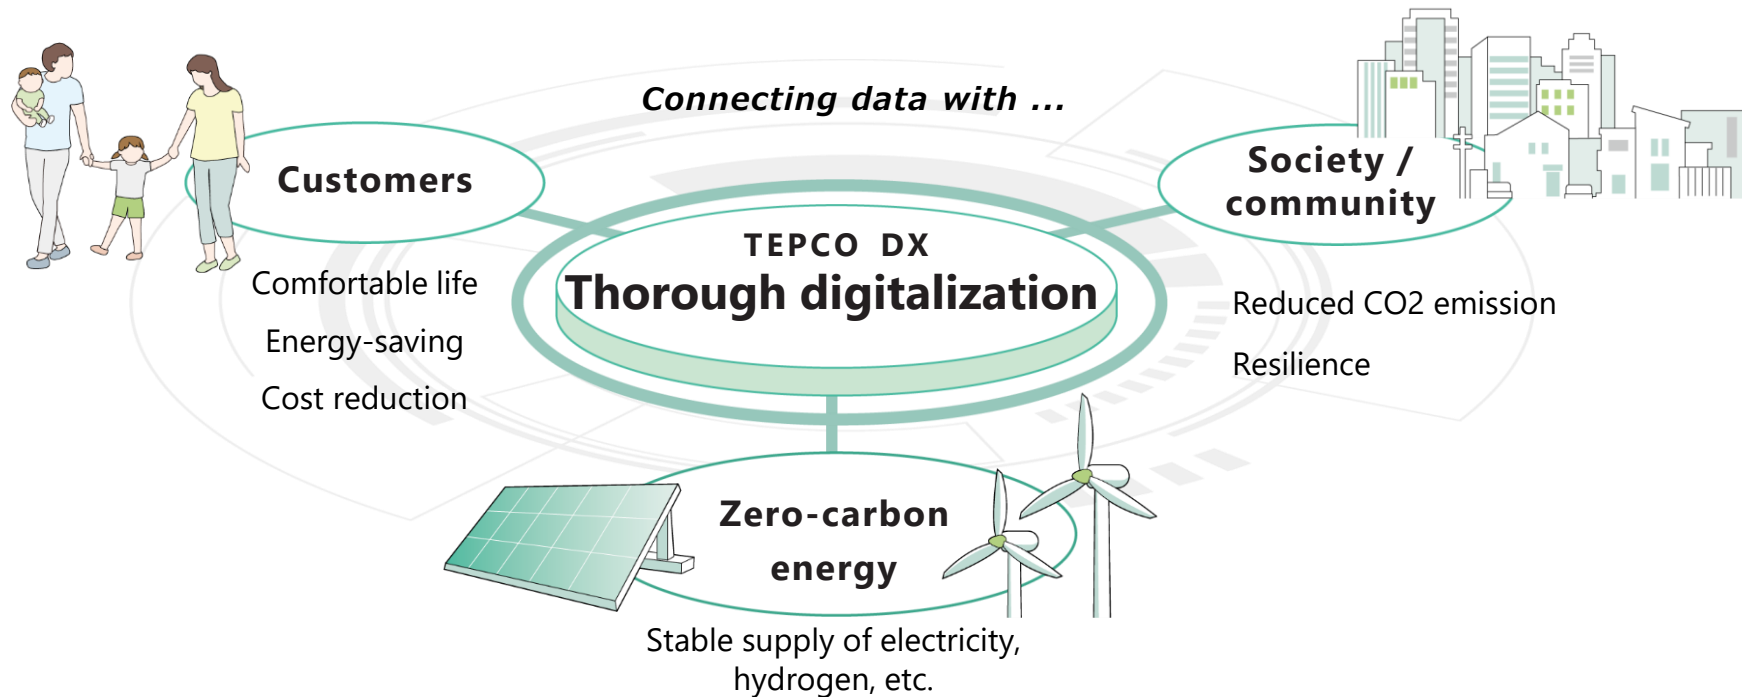 Connecting data with ...
Customers
Comfortable life
Energy-saving
Cost reduction
TEPCO DX
Thorough digitalization
Society /
community
Reduced CO2 emission
Resilience
Zero-carbon
energy
Stable supply of electricity,
hydrogen, etc.